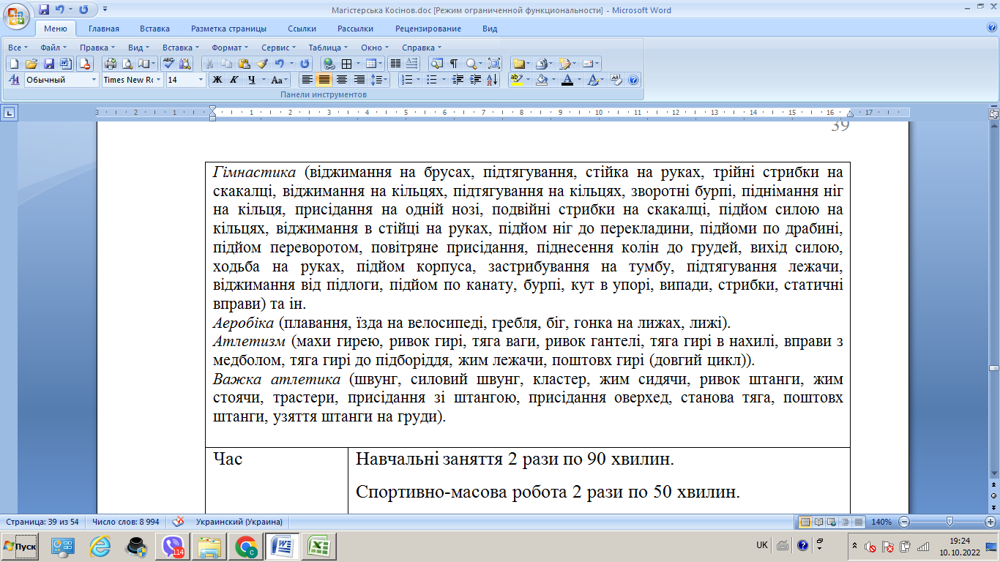 Магістерська Косінов.doc [Режим ограниченной функциональности] - Microsoft Word
Меню Главная Вставка Разметка страницы Ссылки Рассылки Рецензирование Вид
Все Файл Правка Вид Вставка Формат Сервис Таблица Окно Справка
Обычный Times New Ro 14 Ж К Ч Aa
Панели инструментов
3 2 1 1 2 3 4 5 6 7 8 9 10 11 12 13 14 15 16 17
39
Гімнастика (віджимання на брусах, підтягування, стійка на руках, трійні стрибки на
скакалці, віджимання на кільцях, підтягування на кільцях, зворотні бурпі, піднімання ніг
на кільця, присідання на одній нозі, подвійні стрибки на скакалці, підйом силою на
кільцях, віджимання в стійці на руках, підйом ніг до перекладини, підйоми по драбині,
підйом переворотом, повітряне присідання, піднесення колін до грудей, вихід силою,
ходьба на руках, підйом корпуса, застрибування на тумбу, підтягування лежачи,
віджимання від підлоги, підйом по канату, бурпі, кут в упорі, випади, стрибки, статичні
вправи) та ін.
Аеробіка (плавання, їзда на велосипеді, гребля, біг, гонка на лижах, лижі).
Атлетизм (махи гирею, ривок гирі, тяга ваги, ривок гантелі, тяга гирі в нахилі, вправи з
медболом, тяга гирі до підборіддя, жим лежачи, поштовх гирі (довгий цикл)).
Важка атлетика (швунг, силовий швунг, кластер, жим сидячи, ривок штанги, жим
стоячи, трастери, присідання зі штангою, присідання оверхед, станова тяга, поштовх
штанги, узяття штанги на груди).
Час Навчальні заняття 2 рази по 90 хвилин.
Спортивно-масова робота 2 рази по 50 хвилин.
Страница: 39 из 54 Число слов: 8 994 Украинский (Украина) 140%
Пуск 114 UK 19:24
10.10.2022